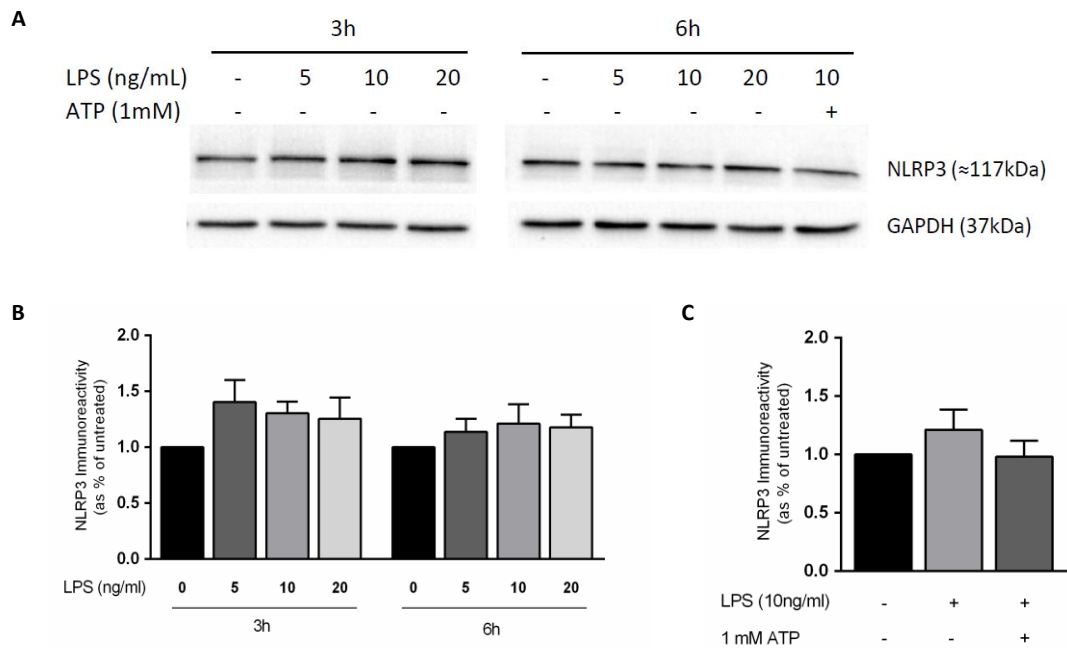 A
3h
6h
LPS (ng/mL) - 5 10 20 - 5 10 20 10
ATP (1mM) - - - - - - - - +
NLRP3 (≈117kDa)
GAPDH (37kDa)
B
2.0
1.5
1.0
0.5
0.0
NLRP3 Immunoreactivity
(as % of untreated)
LPS (ng/ml) 0 5 10 20 0 5 10 20
3h
6h
C
2.0
1.5
1.0
0.5
0.0
NLRP3 Immunoreactivity
(as % of untreated)
LPS (10ng/ml) - + +
1 mM ATP - - +